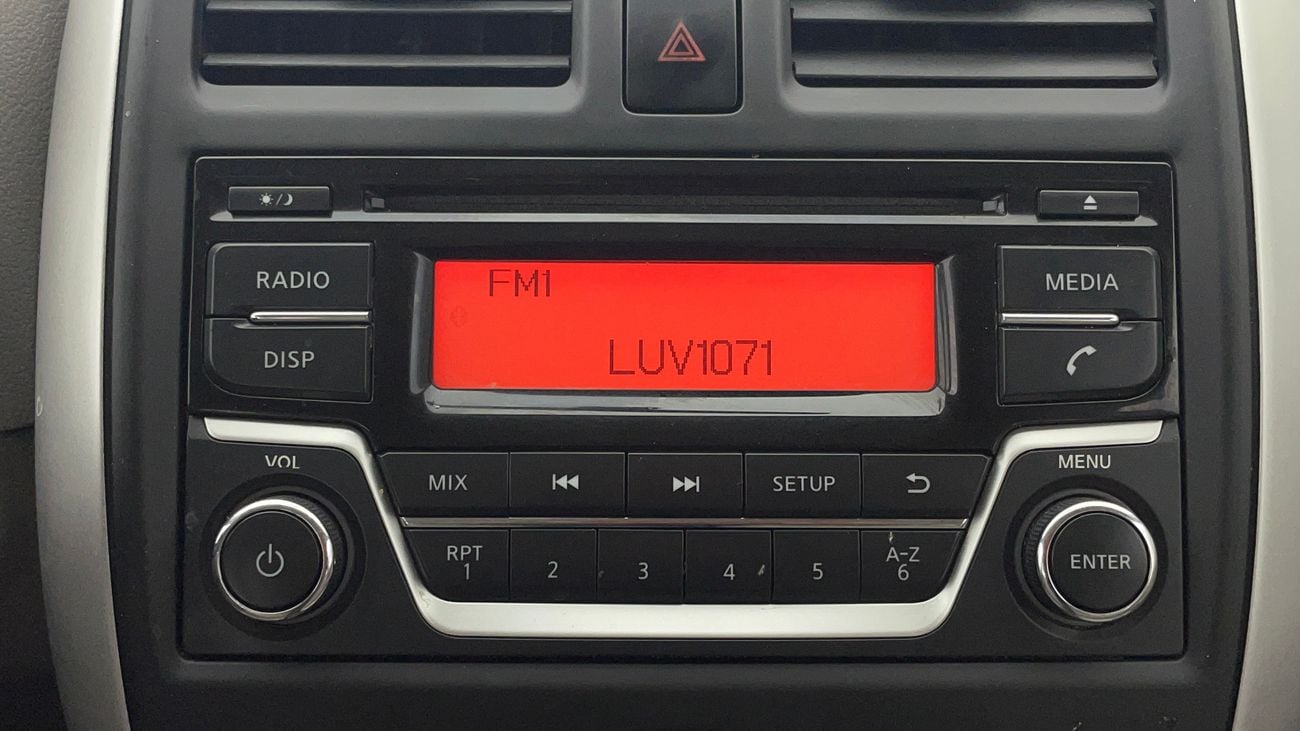 RADIO
DISP
FM1
LUV1071
MEDIA
VOL
MENU
MIX
SETUP
RPT
1
2
3
4
5
A-Z
6
ENTER